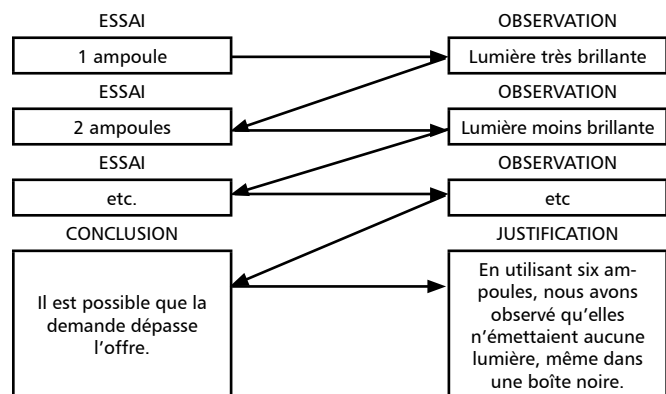 ESSAI
OBSERVATION
1 ampoule
Lumière très brillante
ESSAI
OBSERVATION
2 ampoules
Lumière moins brillante
ESSAI
OBSERVATION
etc.
etc
CONCLUSION
JUSTIFICATION
Il est possible que la
demande dépasse
l’offre.
En utilisant six am-
poules, nous avons
observé qu’elles
n’émettaient aucune
lumière, même dans
une boîte noire.